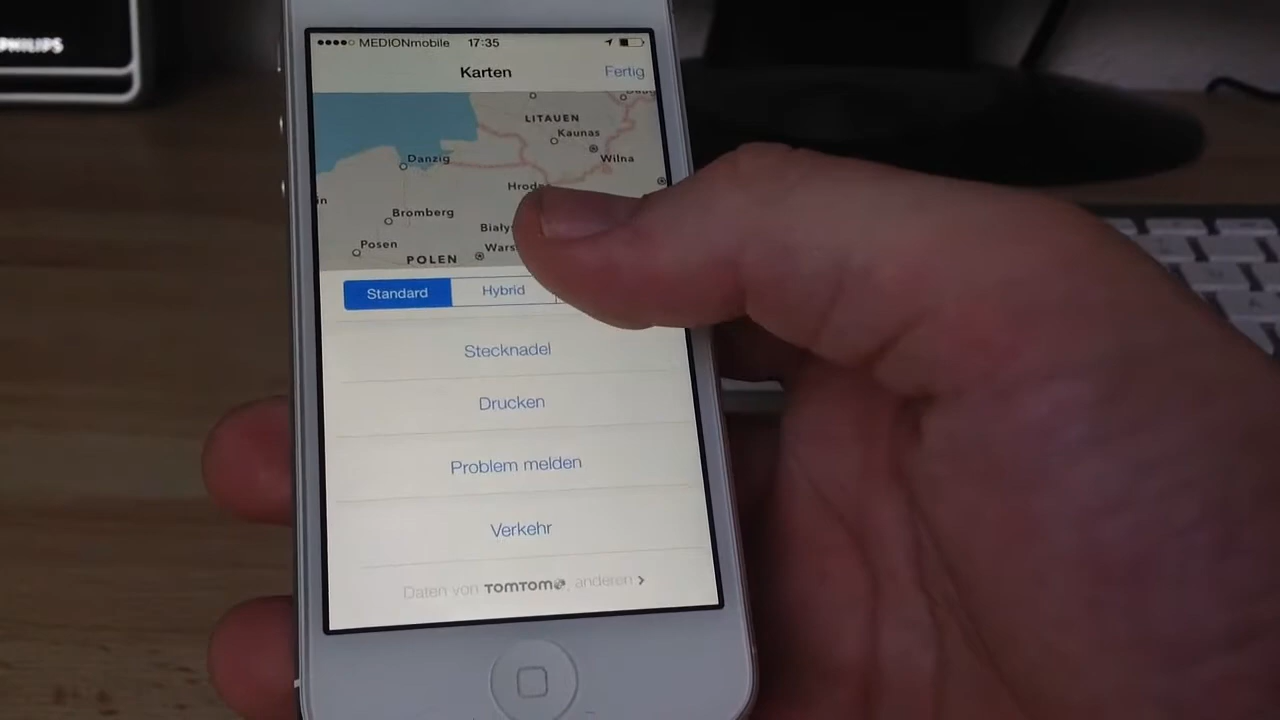 PHILIPS
MEDIONmobile 17:35
Karten Fertig
LITAUEN
Kaunas
Danzig
Wilna
Bromberg
Posen
POLEN
Standard Hybrid
Stecknadel
Drucken
Problem melden
Verkehr
Daten von TOMTOM, anderen >